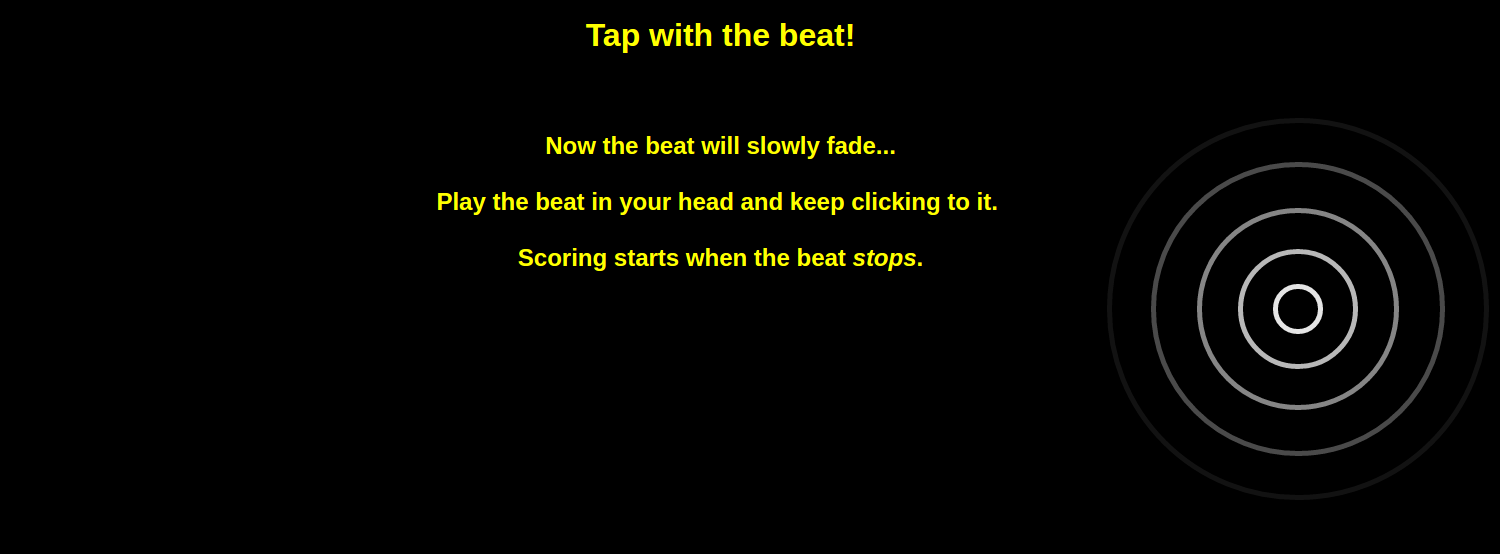 Tap with the beat!
Now the beat will slowly fade...
Play the beat in your head and keep clicking to it.
Scoring starts when the beat stops.